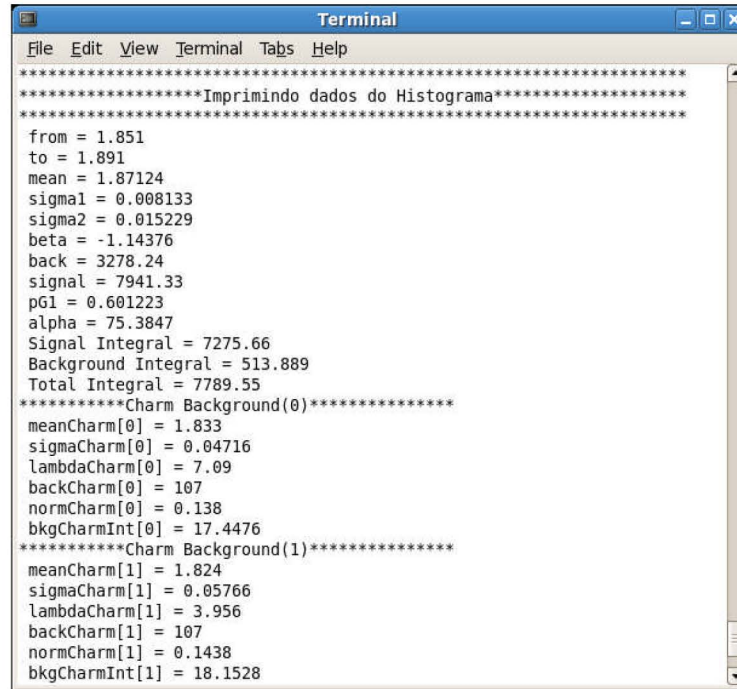 Terminal
File Edit View Terminal Tabs Help
*********************************************************************
*******************Imprimindo dados do Histograma********************
*********************************************************************
from = 1.851
to = 1.891
mean = 1.87124
sigma1 = 0.008133
sigma2 = 0.015229
beta = -1.14376
back = 3278.24
signal = 7941.33
pG1 = 0.601223
alpha = 75.3847
Signal Integral = 7275.66
Background Integral = 513.889
Total Integral = 7789.55
***********Charm Background(0)***************
meanCharm[0] = 1.833
sigmaCharm[0] = 0.04716
lambdaCharm[0] = 7.09
backCharm[0] = 107
normCharm[0] = 0.138
bkgCharmInt[0] = 17.4476
***********Charm Background(1)***************
meanCharm[1] = 1.824
sigmaCharm[1] = 0.05766
lambdaCharm[1] = 3.956
backCharm[1] = 107
normCharm[1] = 0.1438
bkgCharmInt[1] = 18.1528